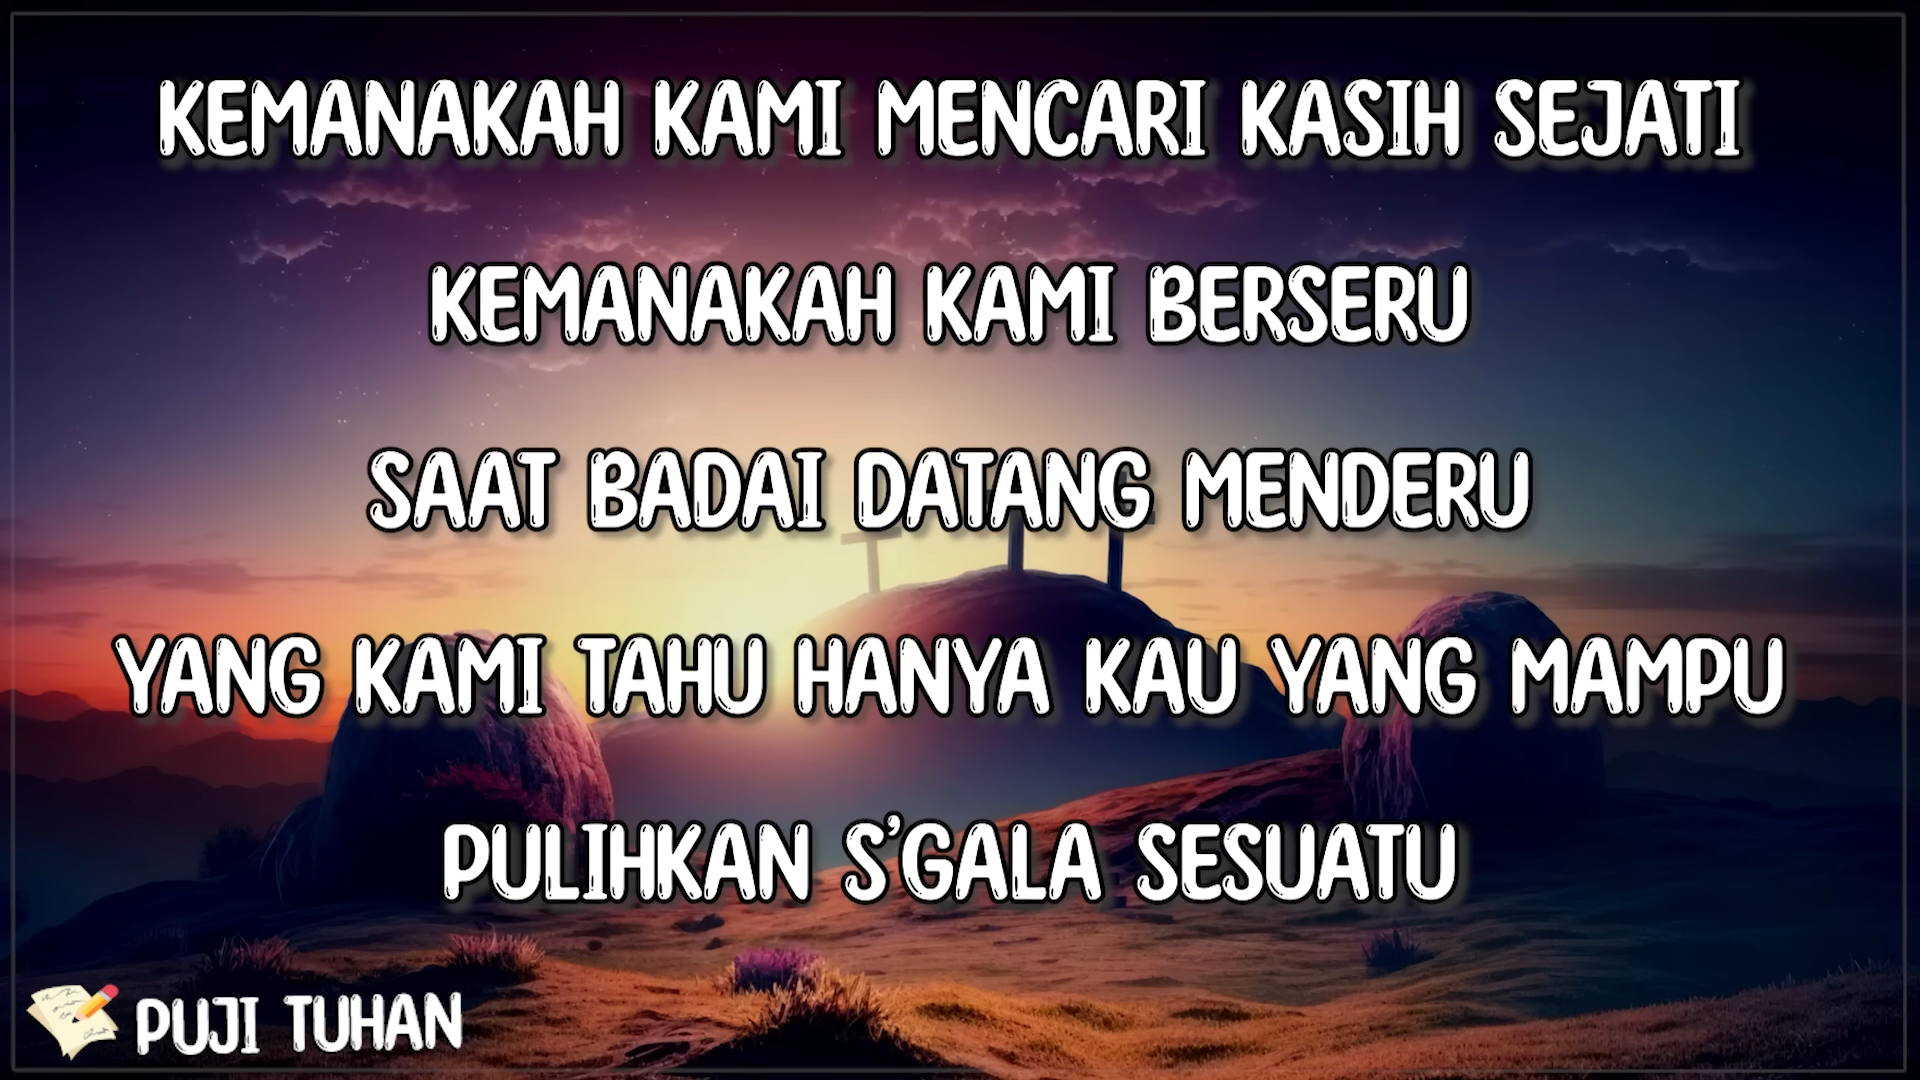 KEMANAKAH KAMI MENCARI KASIH SEJATI
KEMANAKAH KAMI BERSERU
SAAT BADAI DATANG MENDERU
YANG KAMI TAHU HANYA KAU YANG MAMPU
PULIHKAN S'GALA SESUATU
PUJI TUHAN